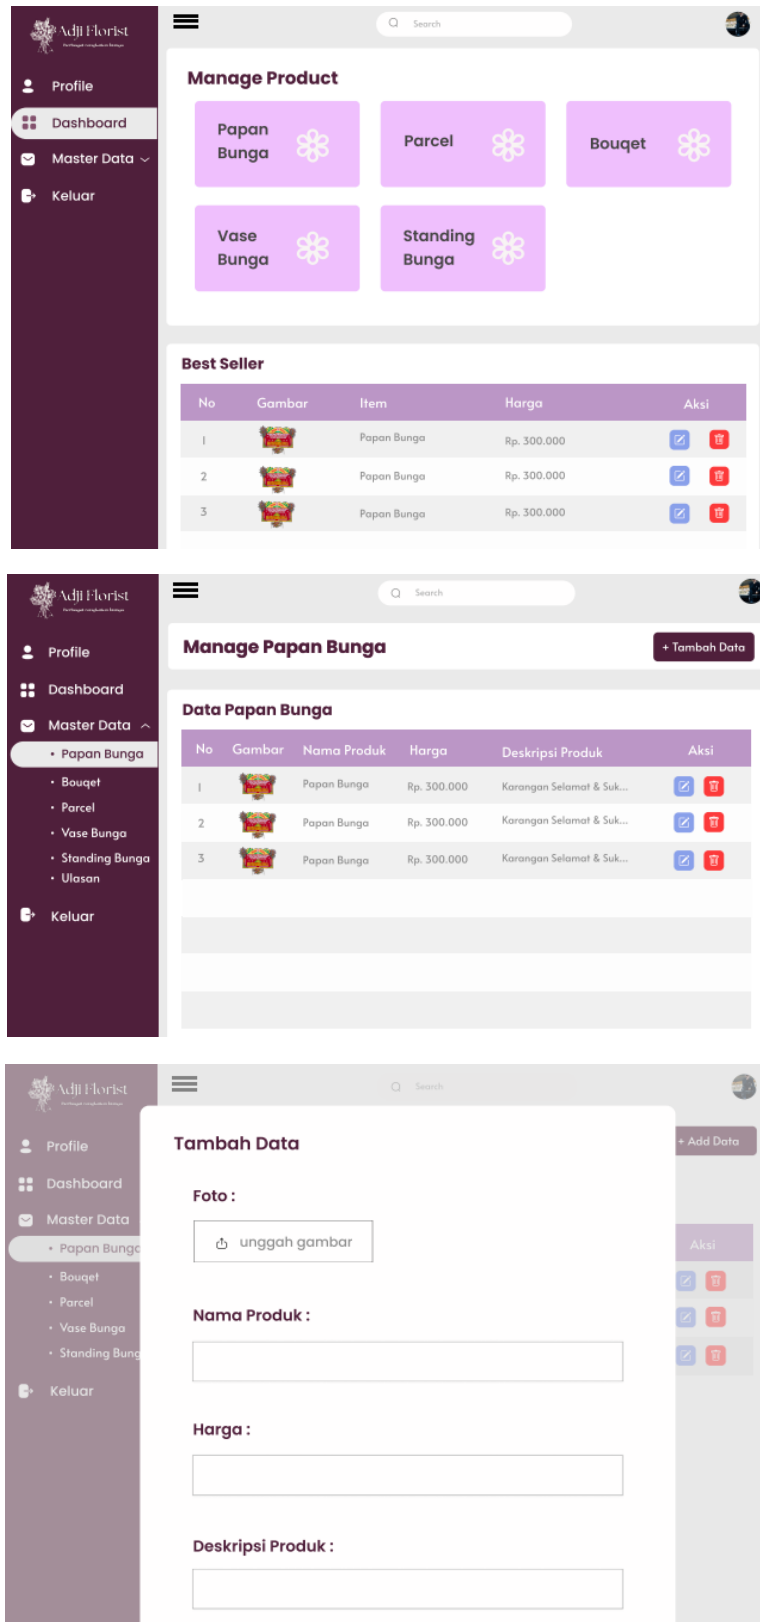 Adji Florist
Search
Profile
Dashboard
Master Data
Keluar
Manage Product
Papan
Bunga
Parcel
Bouqet
Vase
Bunga
Standing
Bunga
Best Seller
No Gambar Item Harga Aksi
1 Papan Bunga Rp. 300.000
2 Papan Bunga Rp. 300.000
3 Papan Bunga Rp. 300.000
Adji Florist
Search
Profile
Dashboard
Master Data
• Papan Bunga
• Bouqet
• Parcel
• Vase Bunga
• Standing Bunga
• Ulasan
Keluar
Manage Papan Bunga
+ Tambah Data
Data Papan Bunga
No Gambar Nama Produk Harga Deskripsi Produk Aksi
1 Papan Bunga Rp. 300.000 Karangan Selamat & Suk...
2 Papan Bunga Rp. 300.000 Karangan Selamat & Suk...
3 Papan Bunga Rp. 300.000 Karangan Selamat & Suk...
Adji Florist
Search
Profile
Dashboard
Master Data
• Papan Bunga
• Bouqet
• Parcel
• Vase Bunga
• Standing Bung
Keluar
+ Add Data
Aksi
Tambah Data
Foto :
unggah gambar
Nama Produk :
Harga :
Deskripsi Produk :